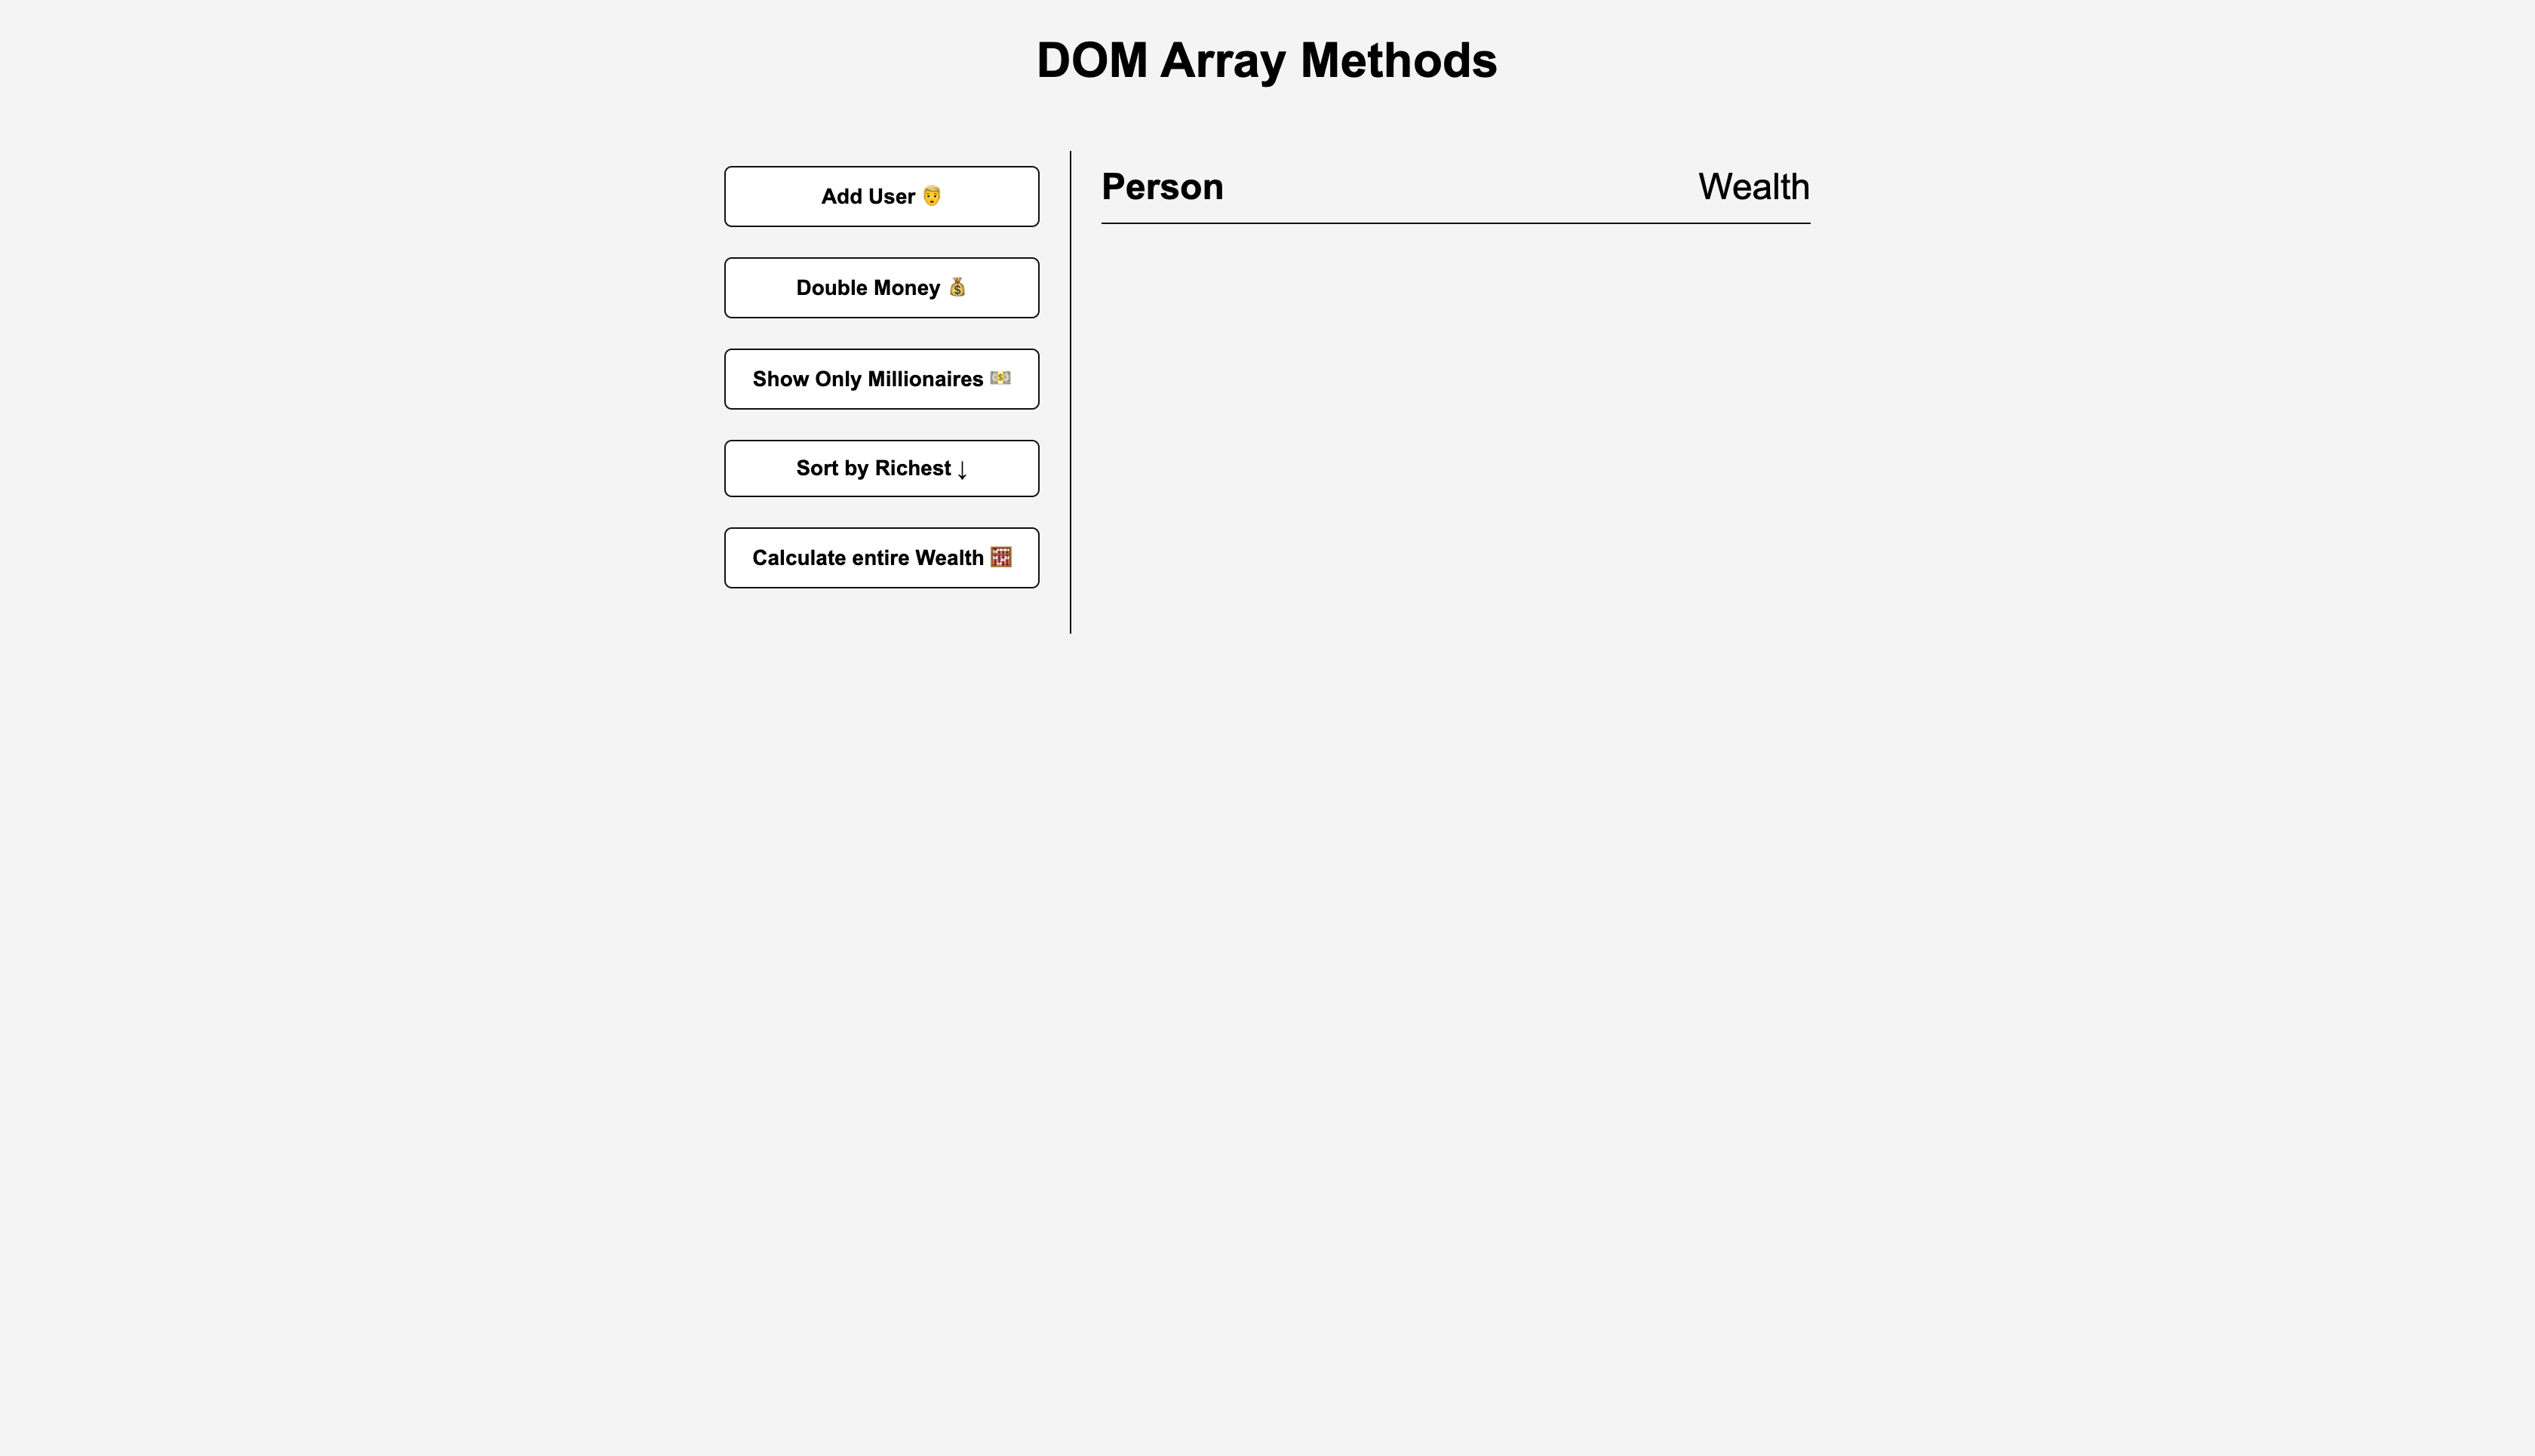 DOM Array Methods
Add User 👨
Double Money 💰
Show Only Millionaires 💵
Sort by Richest ↓
Calculate entire Wealth 🧮
Person Wealth